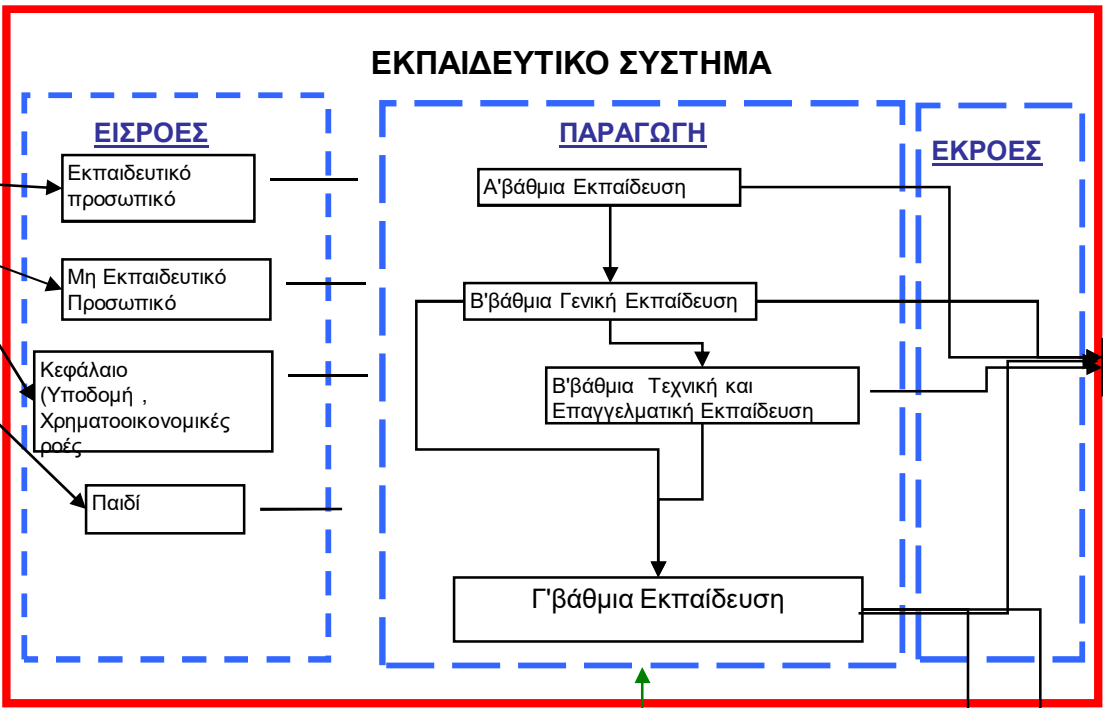 ΕΚΠΑΙΔΕΥΤΙΚΟ ΣΥΣΤΗΜΑ
ΕΙΣΡΟΕΣ
Εκπαιδευτικό
προσωπικό
Μη Εκπαιδευτικό
Προσωπικό
Κεφάλαιο
(Υποδομή ,
Χρηματοοικονομικές
ροές
Παιδί
ΠΑΡΑΓΩΓΗ
Α'βάθμια Εκπαίδευση
Β'βάθμια Γενική Εκπαίδευση
Β'βάθμια Τεχνική και
Επαγγελματική Εκπαίδευση
Γ'βάθμια Εκπαίδευση
ΕΚΡΟΕΣ